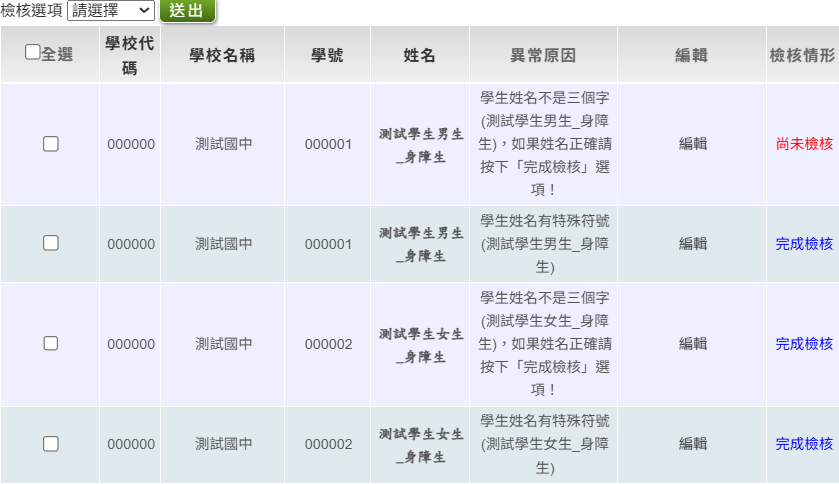 檢核選項 請選擇 送出
全選 學校代碼 學校名稱 學號 姓名 異常原因 編輯 檢核情形
000000 測試國中 000001 測試學生男生
_身障生
學生姓名不是三個字
(測試學生男生_身障
生)，如果姓名正確請
按下「完成檢核」選
項！
編輯 尚未檢核
000000 測試國中 000001 測試學生男生
_身障生
學生姓名有特殊符號
(測試學生男生_身障
生)
編輯 完成檢核
000000 測試國中 000002 測試學生女生
_身障生
學生姓名不是三個字
(測試學生女生_身障
生)，如果姓名正確請
按下「完成檢核」選
項！
編輯 完成檢核
000000 測試國中 000002 測試學生女生
_身障生
學生姓名有特殊符號
(測試學生女生_身障
生)
編輯 完成檢核